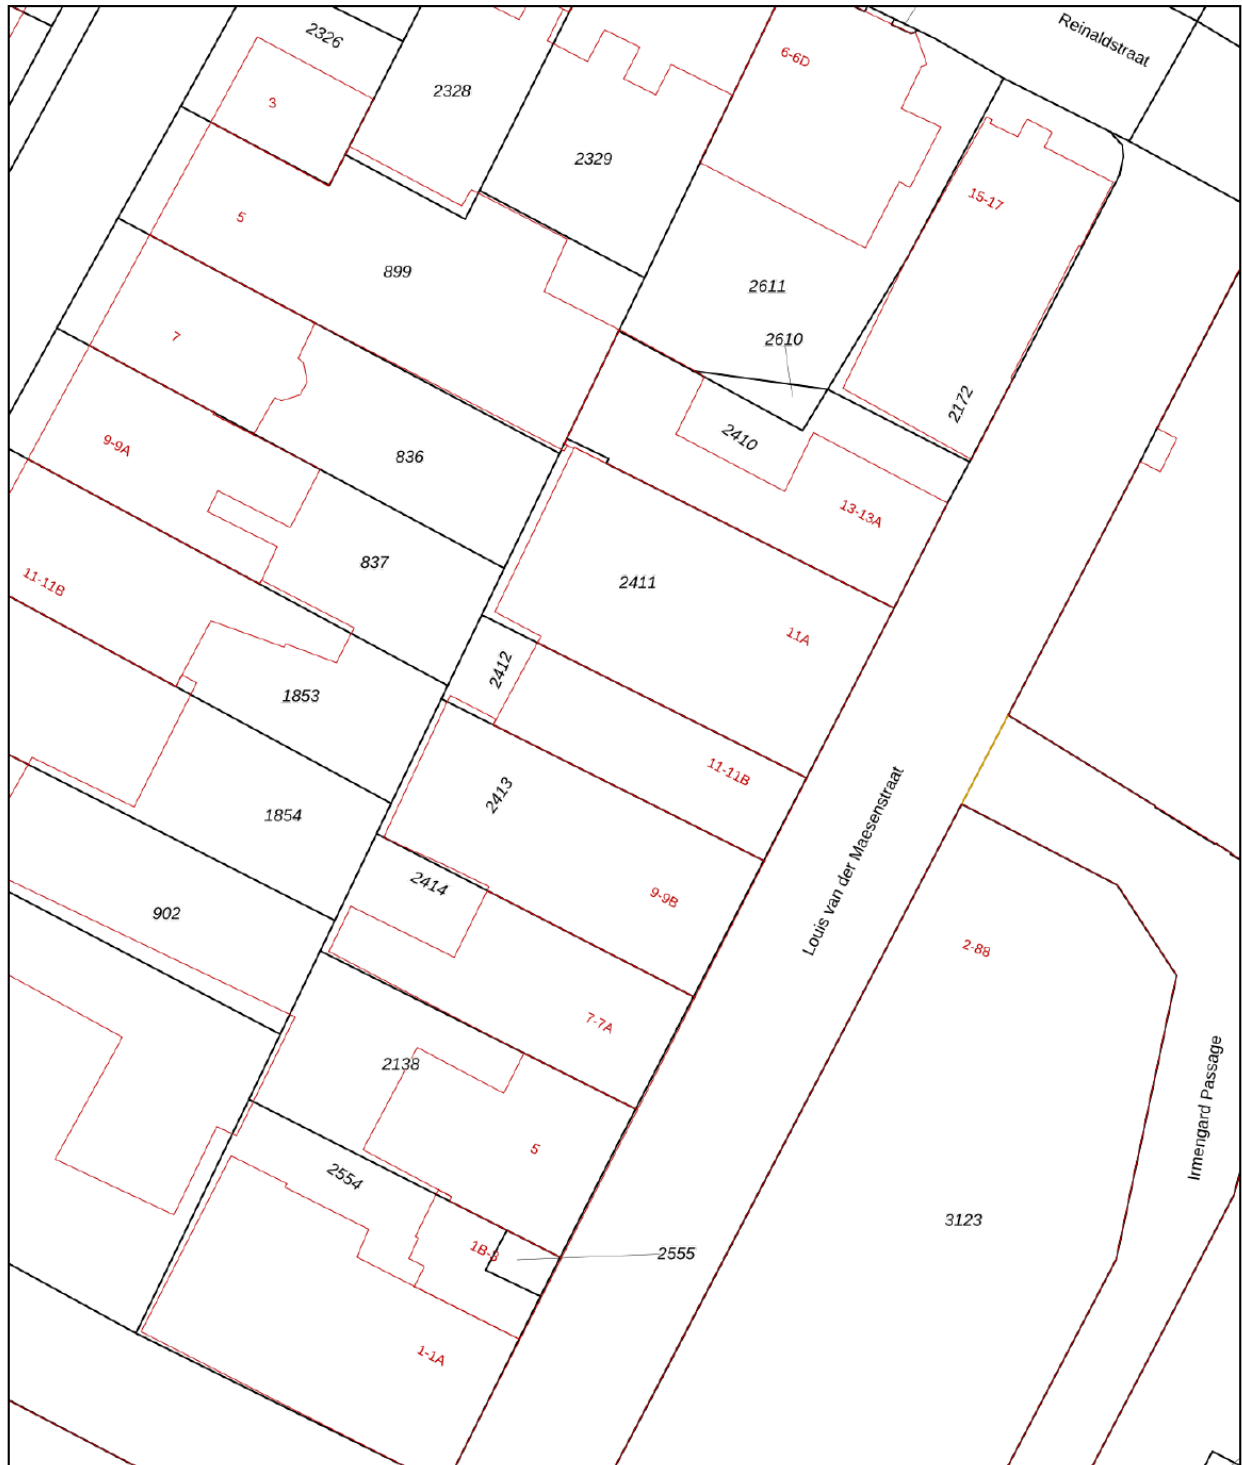 2326
Reinaldstraat
6-6D
2328
3
2329
15-17
5
899
2611
7
2610
2172
2410
9-9A
836
13-13A
837
11-11B
2411
11A
2412
1853
11-11B
2413
1854
Louis van der Maesenstraat
2414
9-9B
902
2-88
7-7A
2138
Irmengard Passage
5
2554
3123
1B-3
2555
1-1A